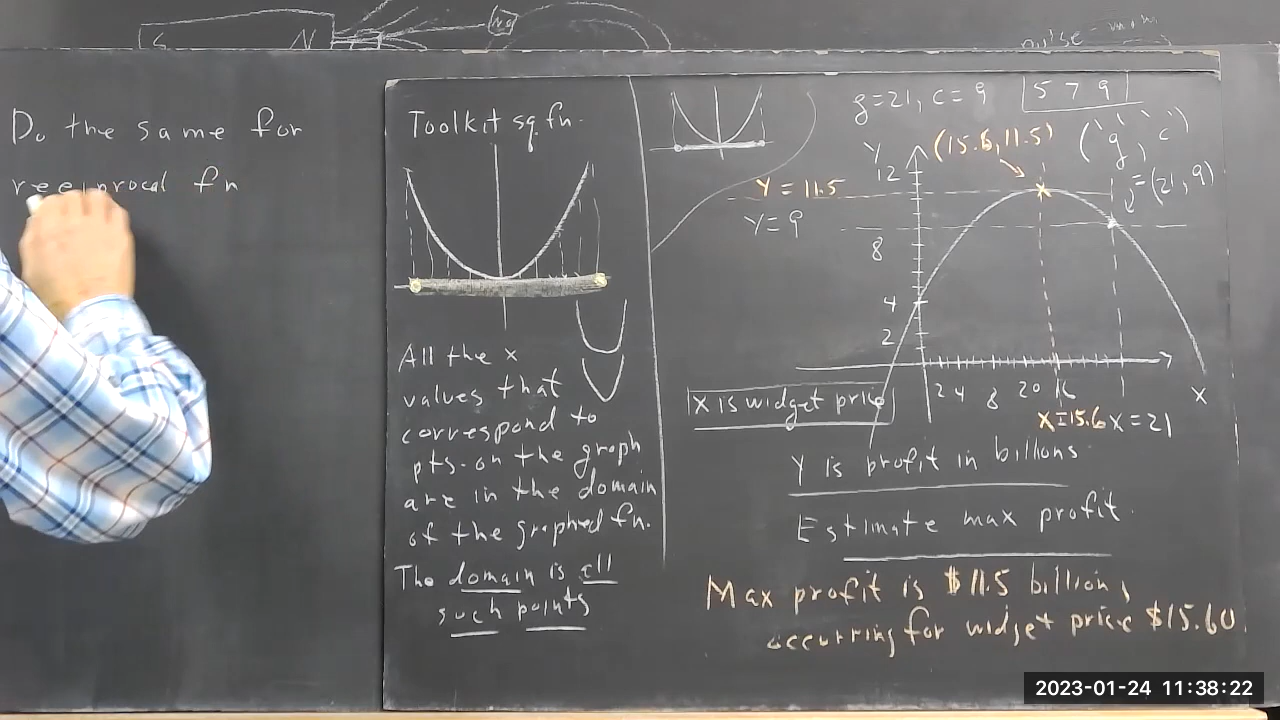 S N
Do the same for
reciprocal fn
Toolkit sq. fn.
All the x
values that
correspond to
pts. on the graph
are in the domain
of the graphed fn.
The domain is all
such points
g=21, c=9 579
(15.6, 11.5) ('g', 'c')
=(21, 9)
Y
12
Y = 11.5
Y = 9
8
4
2
2 4 8 20 16 X
X=15.6 X=21
X is widget price
Y is profit in billions
Estimate max profit.
Max profit is $11.5 billion,
occurring for widget price $15.60
2023-01-24 11:38:22